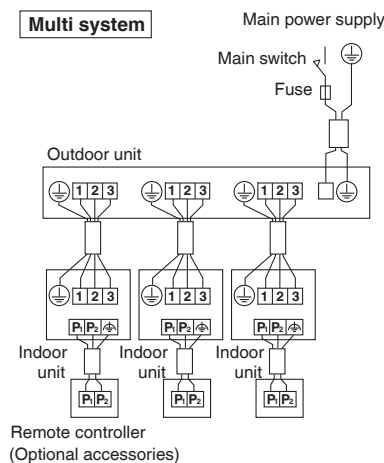 Multi system
Main power supply
Main switch
Fuse
Outdoor unit
1 2 3 1 2 3 1 2 3
1 2 3 1 2 3 1 2 3
P1 P2 P1 P2 P1 P2
Indoor unit
Indoor unit
Indoor unit
P1 P2 P1 P2 P1 P2
Remote controller
(Optional accessories)